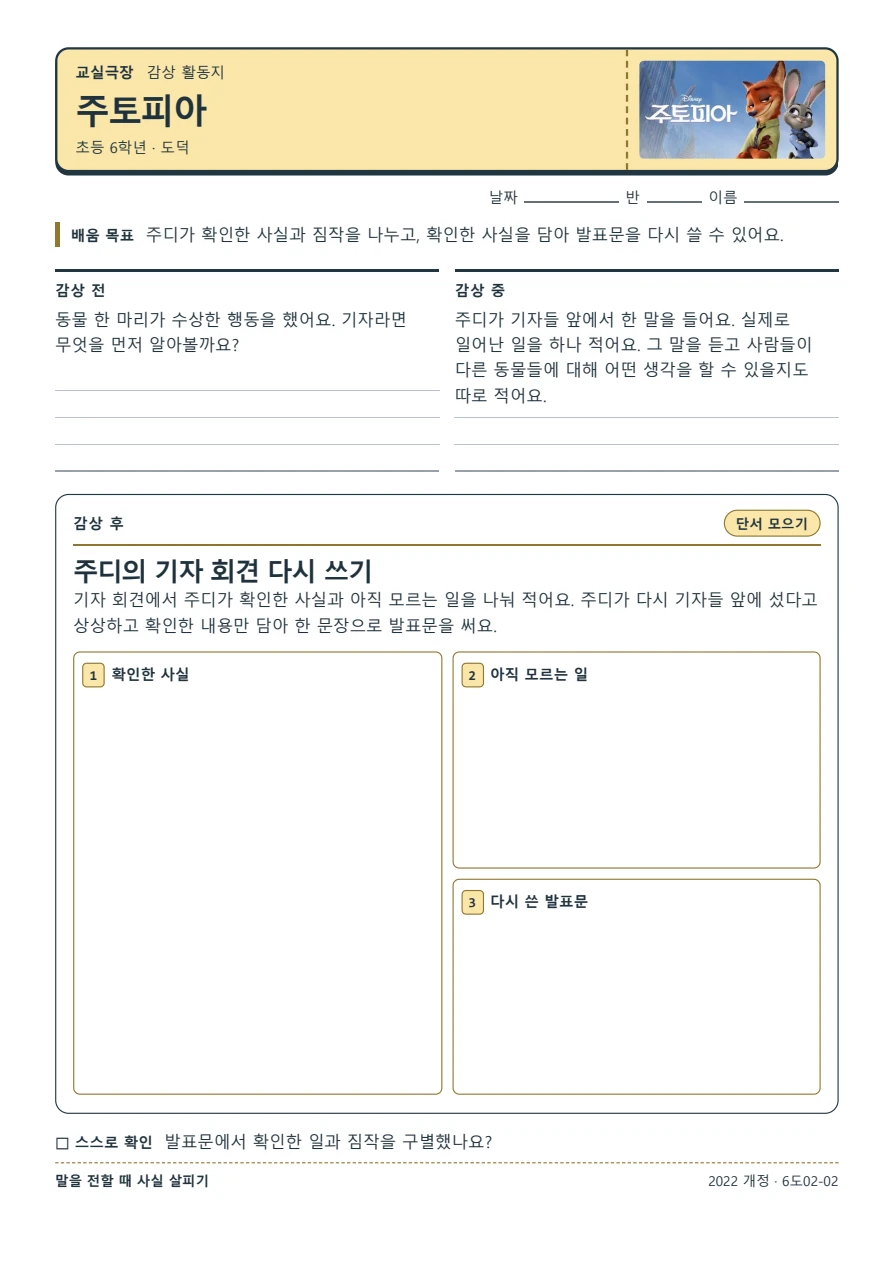 교실극장 감상 활동지
주토피아
초등 6학년 · 도덕
Disney
주토피아
날짜 반 이름
배움 목표 주디가 확인한 사실과 짐작을 나누고, 확인한 사실을 담아 발표문을 다시 쓸 수 있어요.
감상 전
동물 한 마리가 수상한 행동을 했어요. 기자라면
무엇을 먼저 알아볼까요?
감상 중
주디가 기자들 앞에서 한 말을 들어요. 실제로
일어난 일을 하나 적어요. 그 말을 듣고 사람들이
다른 동물들에 대해 어떤 생각을 할 수 있을지도
따로 적어요.
감상 후
단서 모으기
주디의 기자 회견 다시 쓰기
기자 회견에서 주디가 확인한 사실과 아직 모르는 일을 나눠 적어요. 주디가 다시 기자들 앞에 섰다고
상상하고 확인한 내용만 담아 한 문장으로 발표문을 써요.
1 확인한 사실
2 아직 모르는 일
3 다시 쓴 발표문
스스로 확인 발표문에서 확인한 일과 짐작을 구별했나요?
말을 전할 때 사실 살피기
2022 개정 · 6도02-02